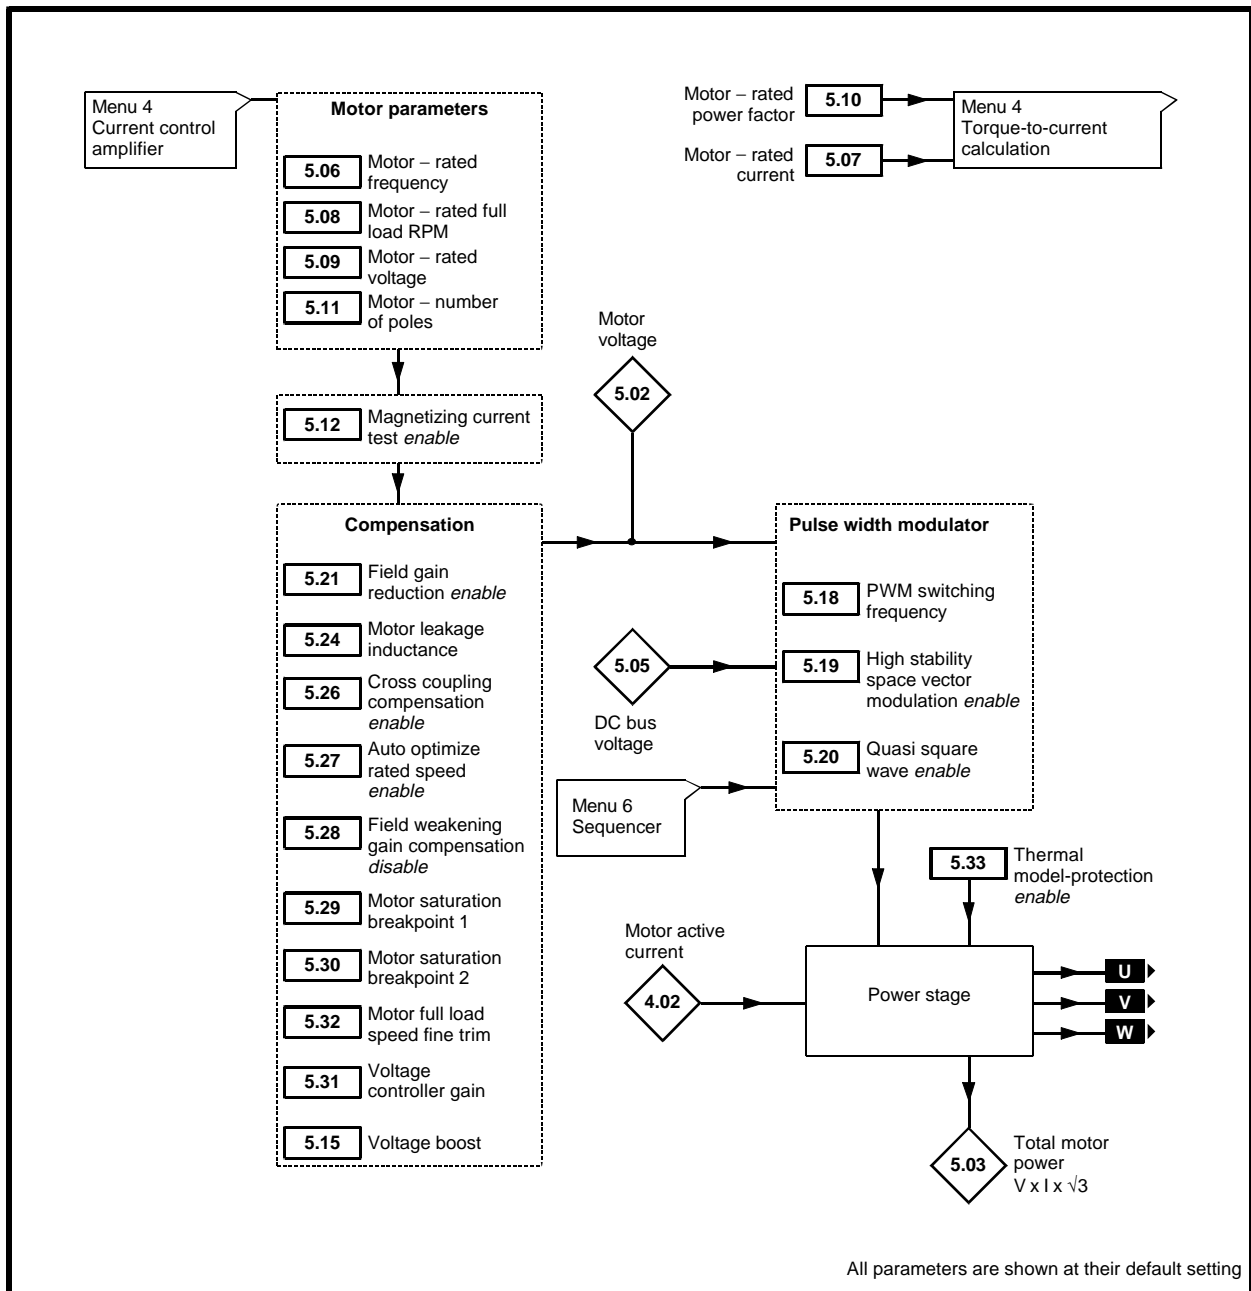 Menu 4
Current control
amplifier
Motor parameters
5.06
Motor – rated
frequency
5.08
Motor – rated full
load RPM
5.09
Motor – rated
voltage
5.11
Motor – number
of poles
5.12
Magnetizing current
test enable
Compensation
5.21
Field gain
reduction enable
5.24
Motor leakage
inductance
5.26
Cross coupling
compensation
enable
5.27
Auto optimize
rated speed
enable
5.28
Field weakening
gain compensation
disable
5.29
Motor saturation
breakpoint 1
5.30
Motor saturation
breakpoint 2
5.32
Motor full load
speed fine trim
5.31
Voltage
controller gain
5.15
Voltage boost
Motor – rated
power factor
5.10
Motor – rated
current
5.07
Menu 4
Torque-to-current
calculation
Motor
voltage
5.02
5.05
DC bus
voltage
Menu 6
Sequencer
Pulse width modulator
5.18
PWM switching
frequency
5.19
High stability
space vector
modulation enable
5.20
Quasi square
wave enable
5.33
Thermal
model-protection
enable
Motor active
current
4.02
Power stage
U
V
W
5.03
Total motor
power
V x I x √3
All parameters are shown at their default setting